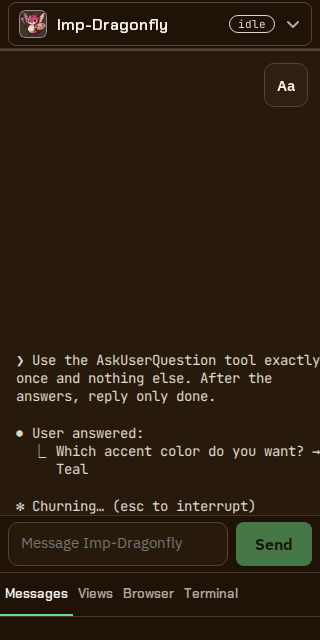 Imp-Dragonfly
idle
Aa
❯ Use the AskUserQuestion tool exactly
once and nothing else. After the
answers, reply only done.
● User answered:
⎿ Which accent color do you want? →
Teal
✻ Churning… (esc to interrupt)
Message Imp-Dragonfly
Send
Messages Views Browser Terminal